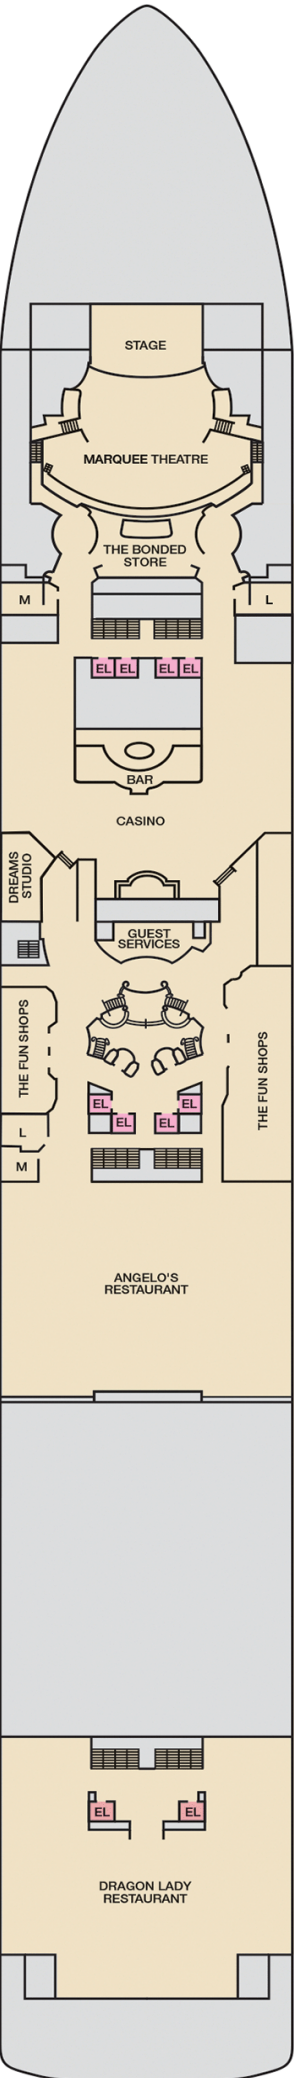 STAGE
MARQUEE THEATRE
THE BONDED
STORE
M
L
EL EL EL EL
BAR
CASINO
DREAMS
STUDIO
GUEST
SERVICES
THE FUN SHOPS
THE FUN SHOPS
EL EL
EL EL
L
M
ANGELO'S
RESTAURANT
EL EL
DRAGON LADY
RESTAURANT